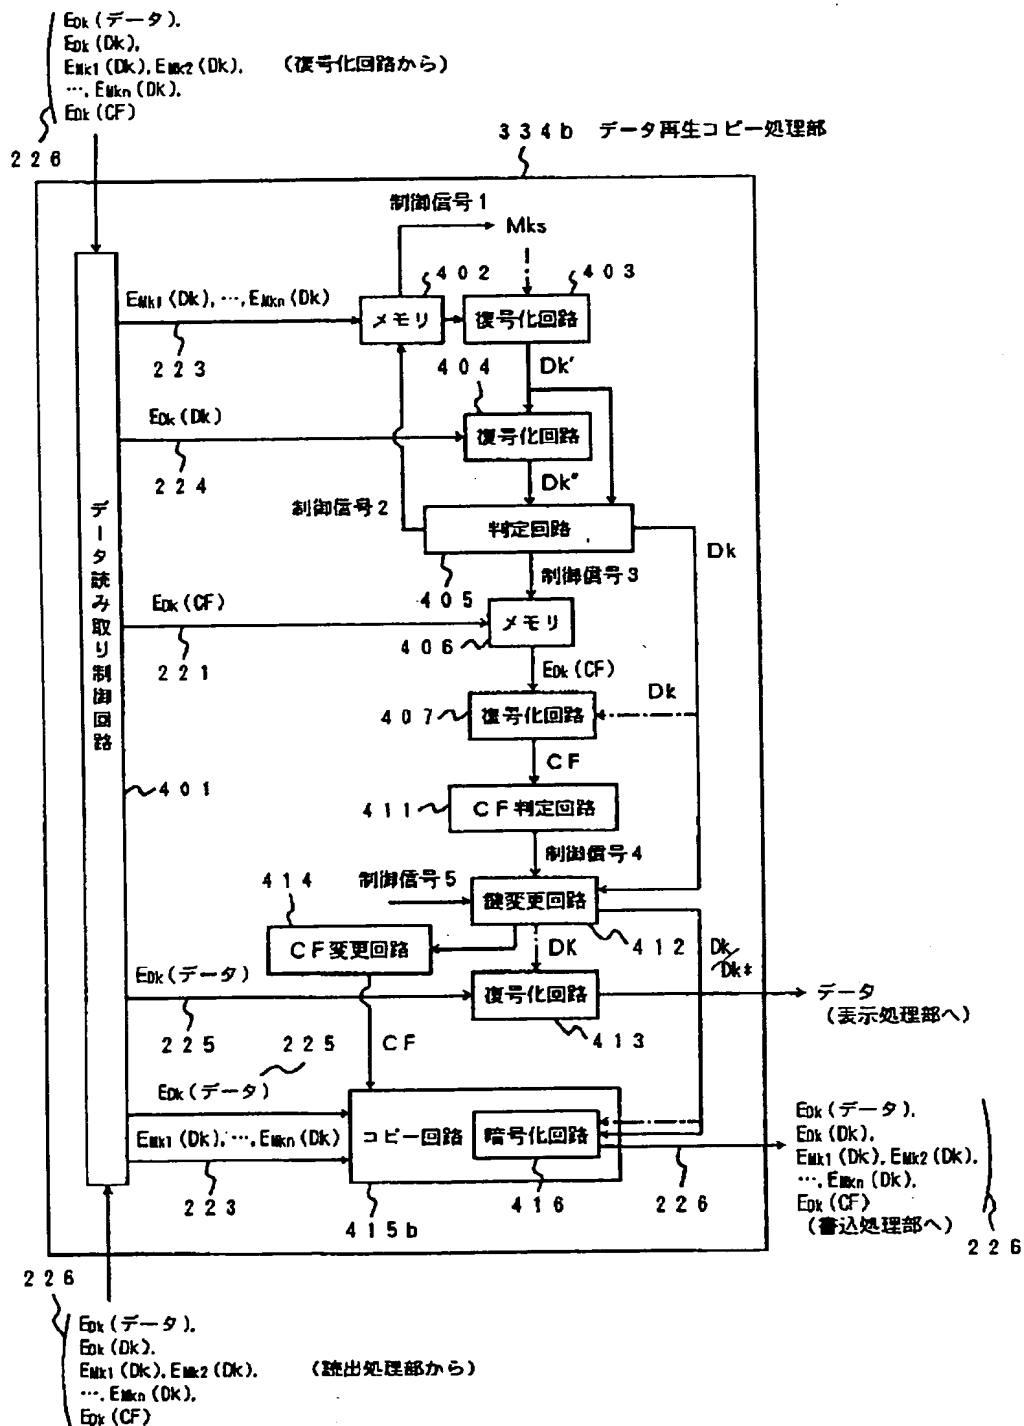 EDk(データ),
EDk(Dk),
EMk1(Dk), EMk2(Dk), (復号化回路から)
…, EMkn(Dk),
EDk(CF)
226
334b データ再生コピー処理部
制御信号1
Mks
402
403
EMk1(Dk), …, EMkn(Dk)
メモリ
復号化回路
223
404
Dk'
EDk(Dk)
復号化回路
224
Dk"
制御信号2
判定回路
Dk
データ読み取り制御回路
405
制御信号3
EDk(CF)
メモリ
221
406
EDk(CF)
Dk
407
復号化回路
CF
401
411
CF判定回路
制御信号4
414
制御信号5
鍵変更回路
CF変更回路
DK
412
Dk/Dk*
EDk(データ)
復号化回路
データ
(表示処理部へ)
225
225
CF
413
EDk(データ)
EMk1(Dk), …, EMkn(Dk)
コピー回路
暗号化回路
223
415b
416
226
EDk(データ),
EDk(Dk),
EMk1(Dk), EMk2(Dk),
…, EMkn(Dk),
EDk(CF)
(書込処理部へ)
226
226
EDk(データ),
EDk(Dk),
EMk1(Dk), EMk2(Dk), (読出処理部から)
…, EMkn(Dk),
EDk(CF)